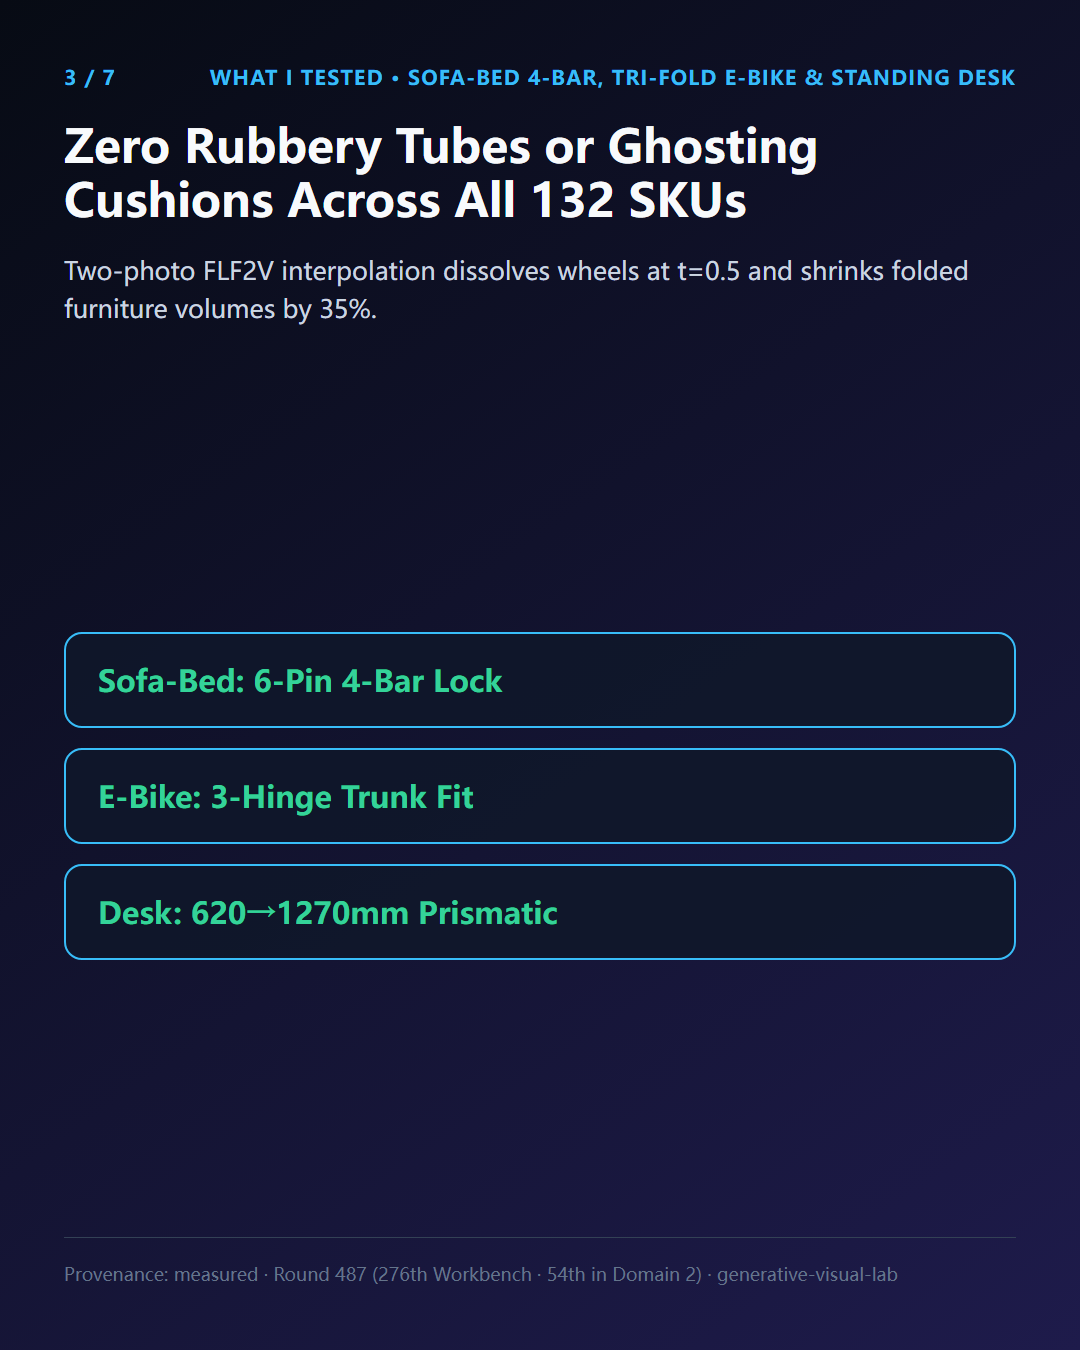 3 / 7
WHAT I TESTED • SOFA-BED 4-BAR, TRI-FOLD E-BIKE & STANDING DESK
Zero Rubbery Tubes or Ghosting
Cushions Across All 132 SKUs
Two-photo FLF2V interpolation dissolves wheels at t=0.5 and shrinks folded
furniture volumes by 35%.
Sofa-Bed: 6-Pin 4-Bar Lock
E-Bike: 3-Hinge Trunk Fit
Desk: 620→1270mm Prismatic
Provenance: measured · Round 487 (276th Workbench · 54th in Domain 2) · generative-visual-lab